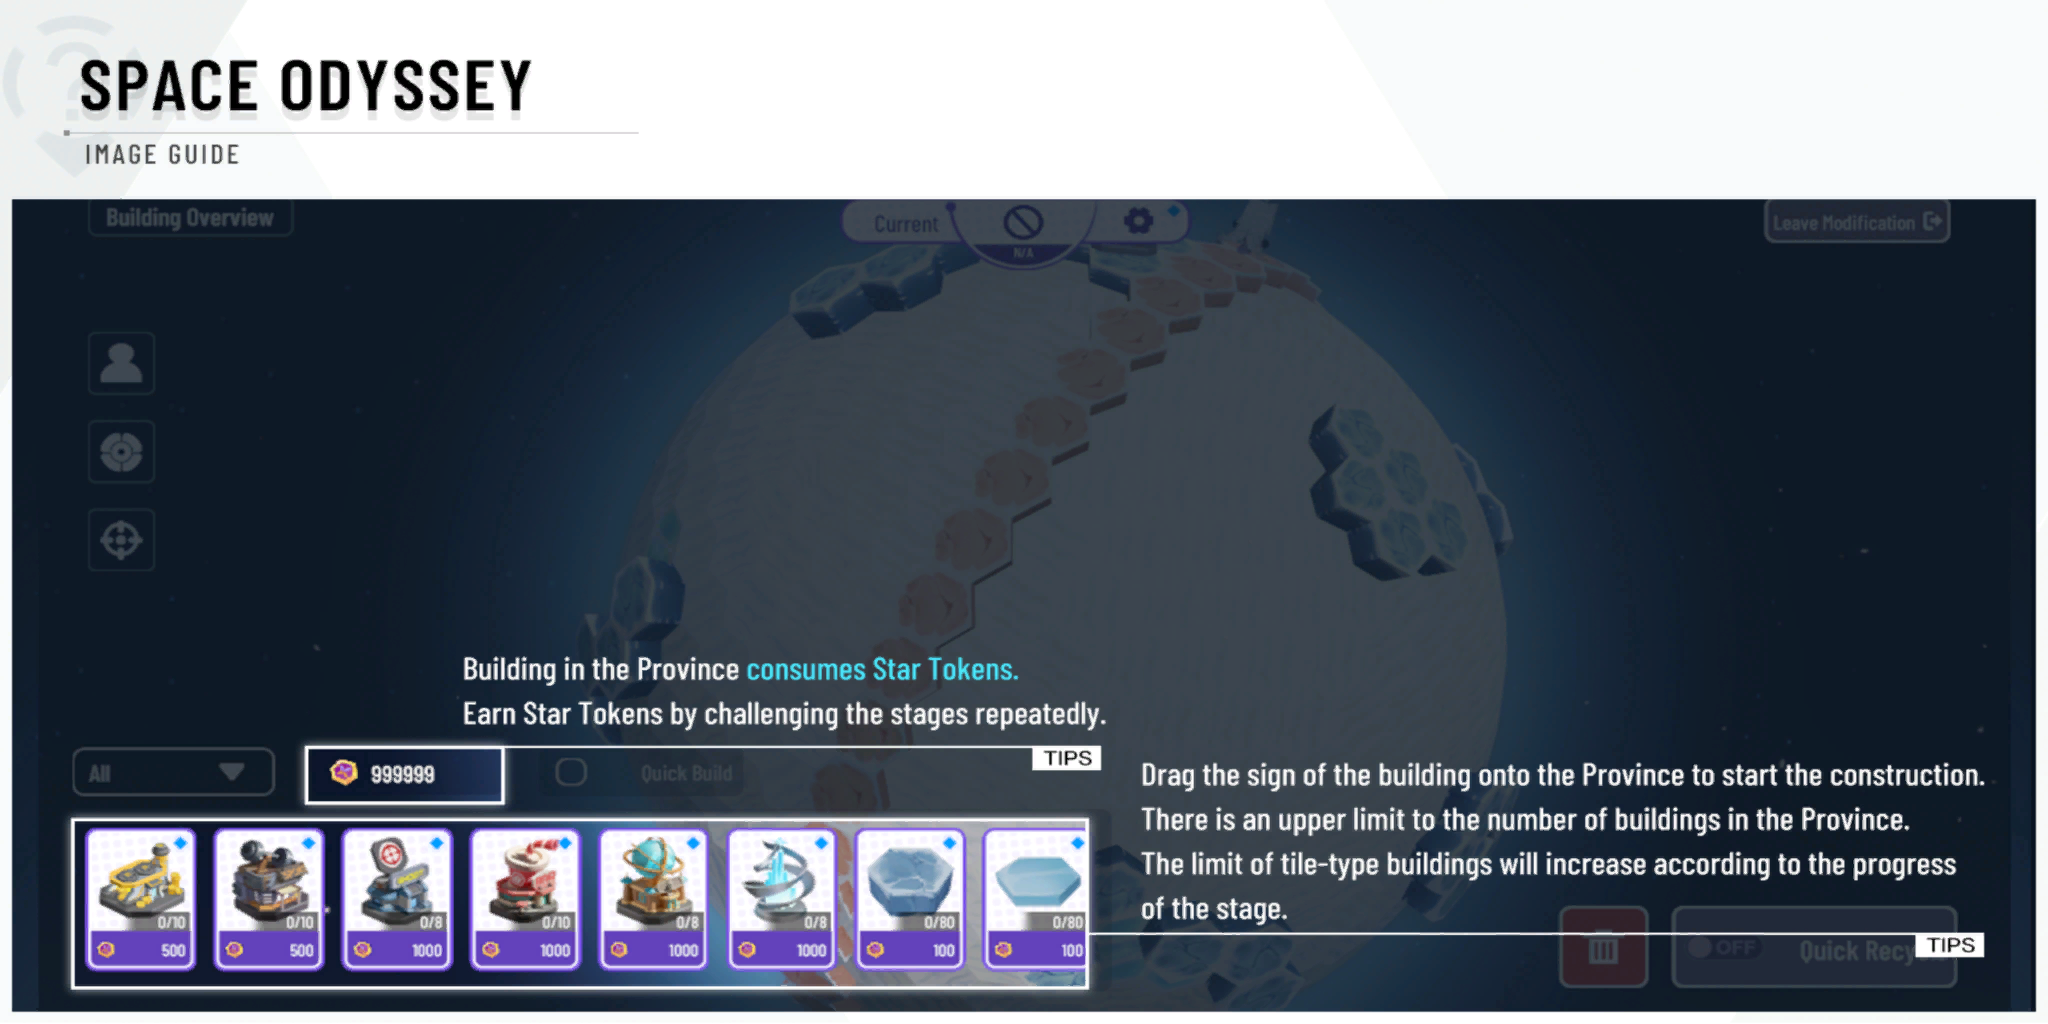 SPACE ODYSSEY
IMAGE GUIDE
Building Overview
Current
N/A
Leave Modification
Building in the Province consumes Star Tokens.
Earn Star Tokens by challenging the stages repeatedly.
TIPS
All
999999
Quick Build
Drag the sign of the building onto the Province to start the construction.
There is an upper limit to the number of buildings in the Province.
The limit of tile-type buildings will increase according to the progress
of the stage.
TIPS
0/10
0/10
0/8
0/10
0/8
0/8
0/80
0/80
500
500
1000
1000
1000
1000
100
100
OFF
Quick